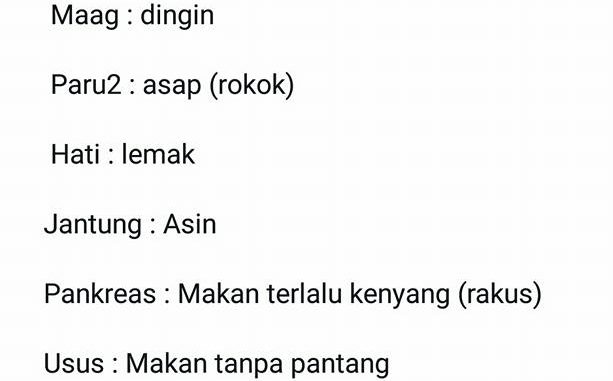 Maag : dingin
Paru2 : asap (rokok)
Hati : lemak
Jantung : Asin
Pankreas : Makan terlalu kenyang (rakus)
Usus : Makan tanpa pantang